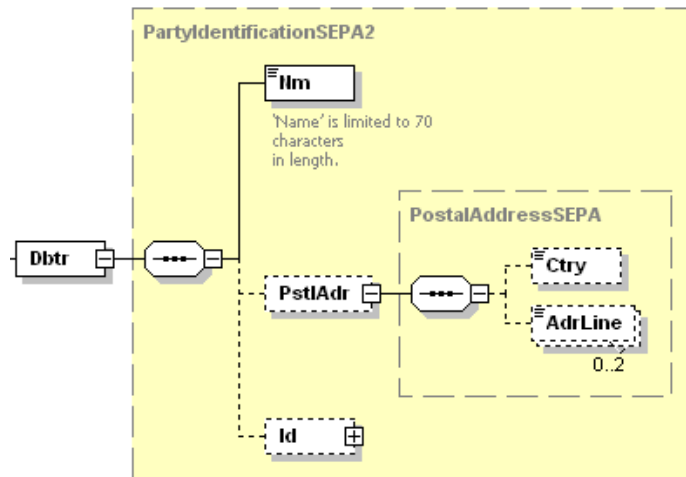 PartyIdentificationSEPA2
Nm
'Name' is limited to 70
characters
in length.
PostalAddressSEPA
Dbtr
Ctry
PstlAdr
AdrLine
0..2
Id